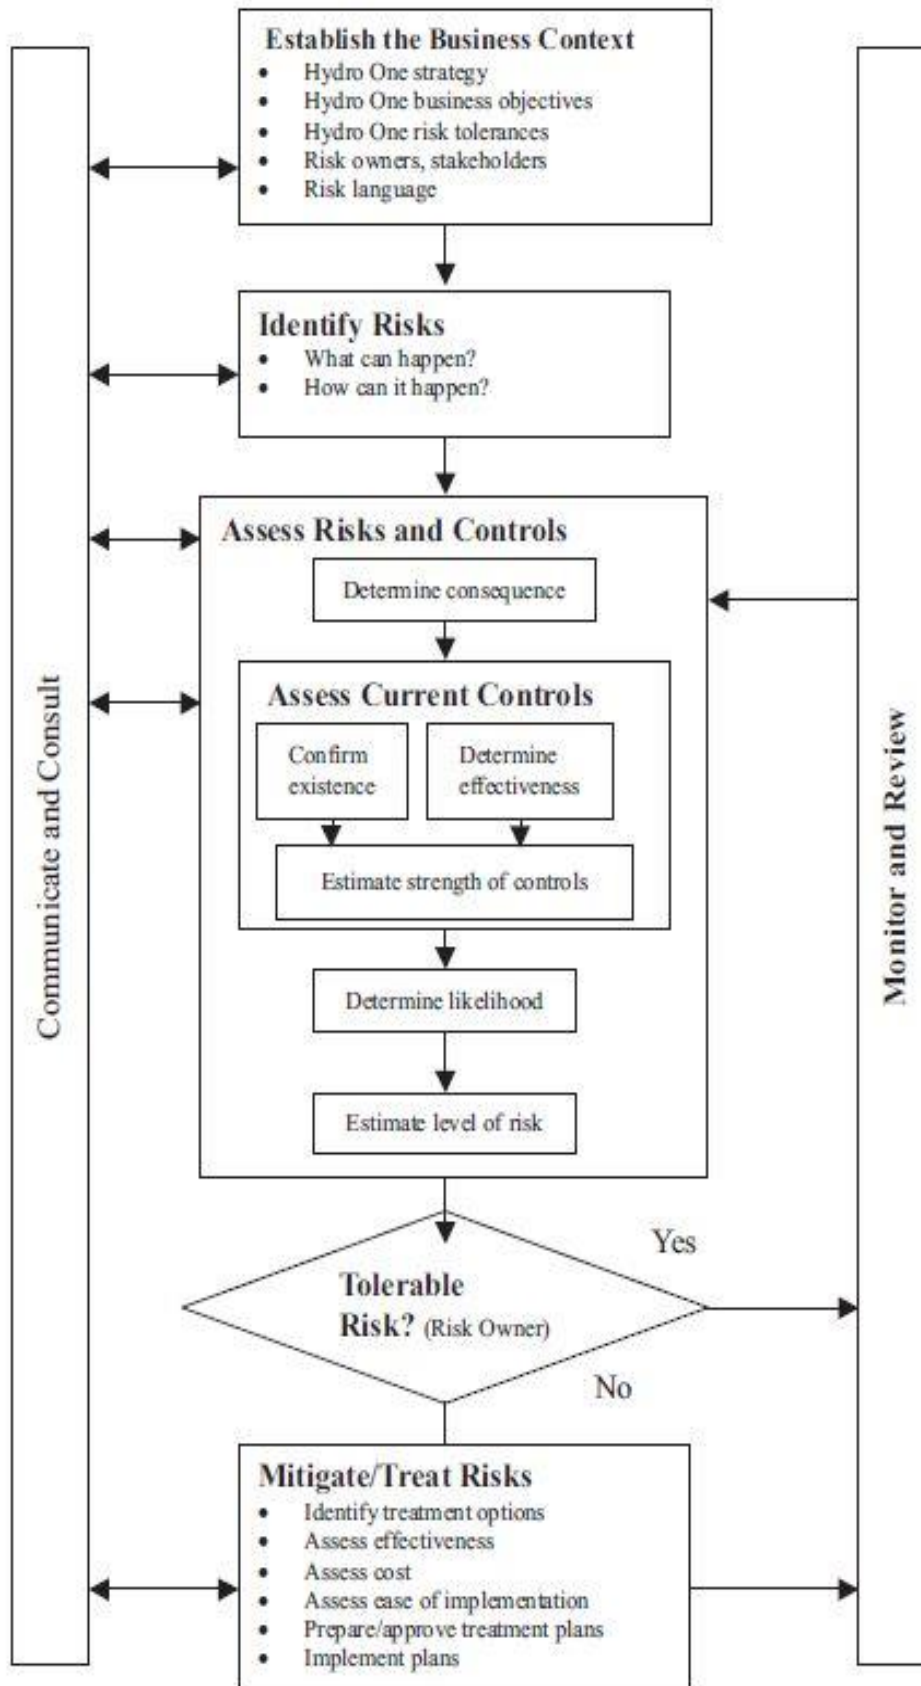 Establish the Business Context
• Hydro One strategy
• Hydro One business objectives
• Hydro One risk tolerances
• Risk owners, stakeholders
• Risk language
Identify Risks
• What can happen?
• How can it happen?
Assess Risks and Controls
Determine consequence
Assess Current Controls
Confirm
existence
Determine
effectiveness
Estimate strength of controls
Determine likelihood
Estimate level of risk
Tolerable
Risk? (Risk Owner)
Yes
No
Mitigate/Treat Risks
• Identify treatment options
• Assess effectiveness
• Assess cost
• Assess ease of implementation
• Prepare/approve treatment plans
• Implement plans
Communicate and Consult
Monitor and Review